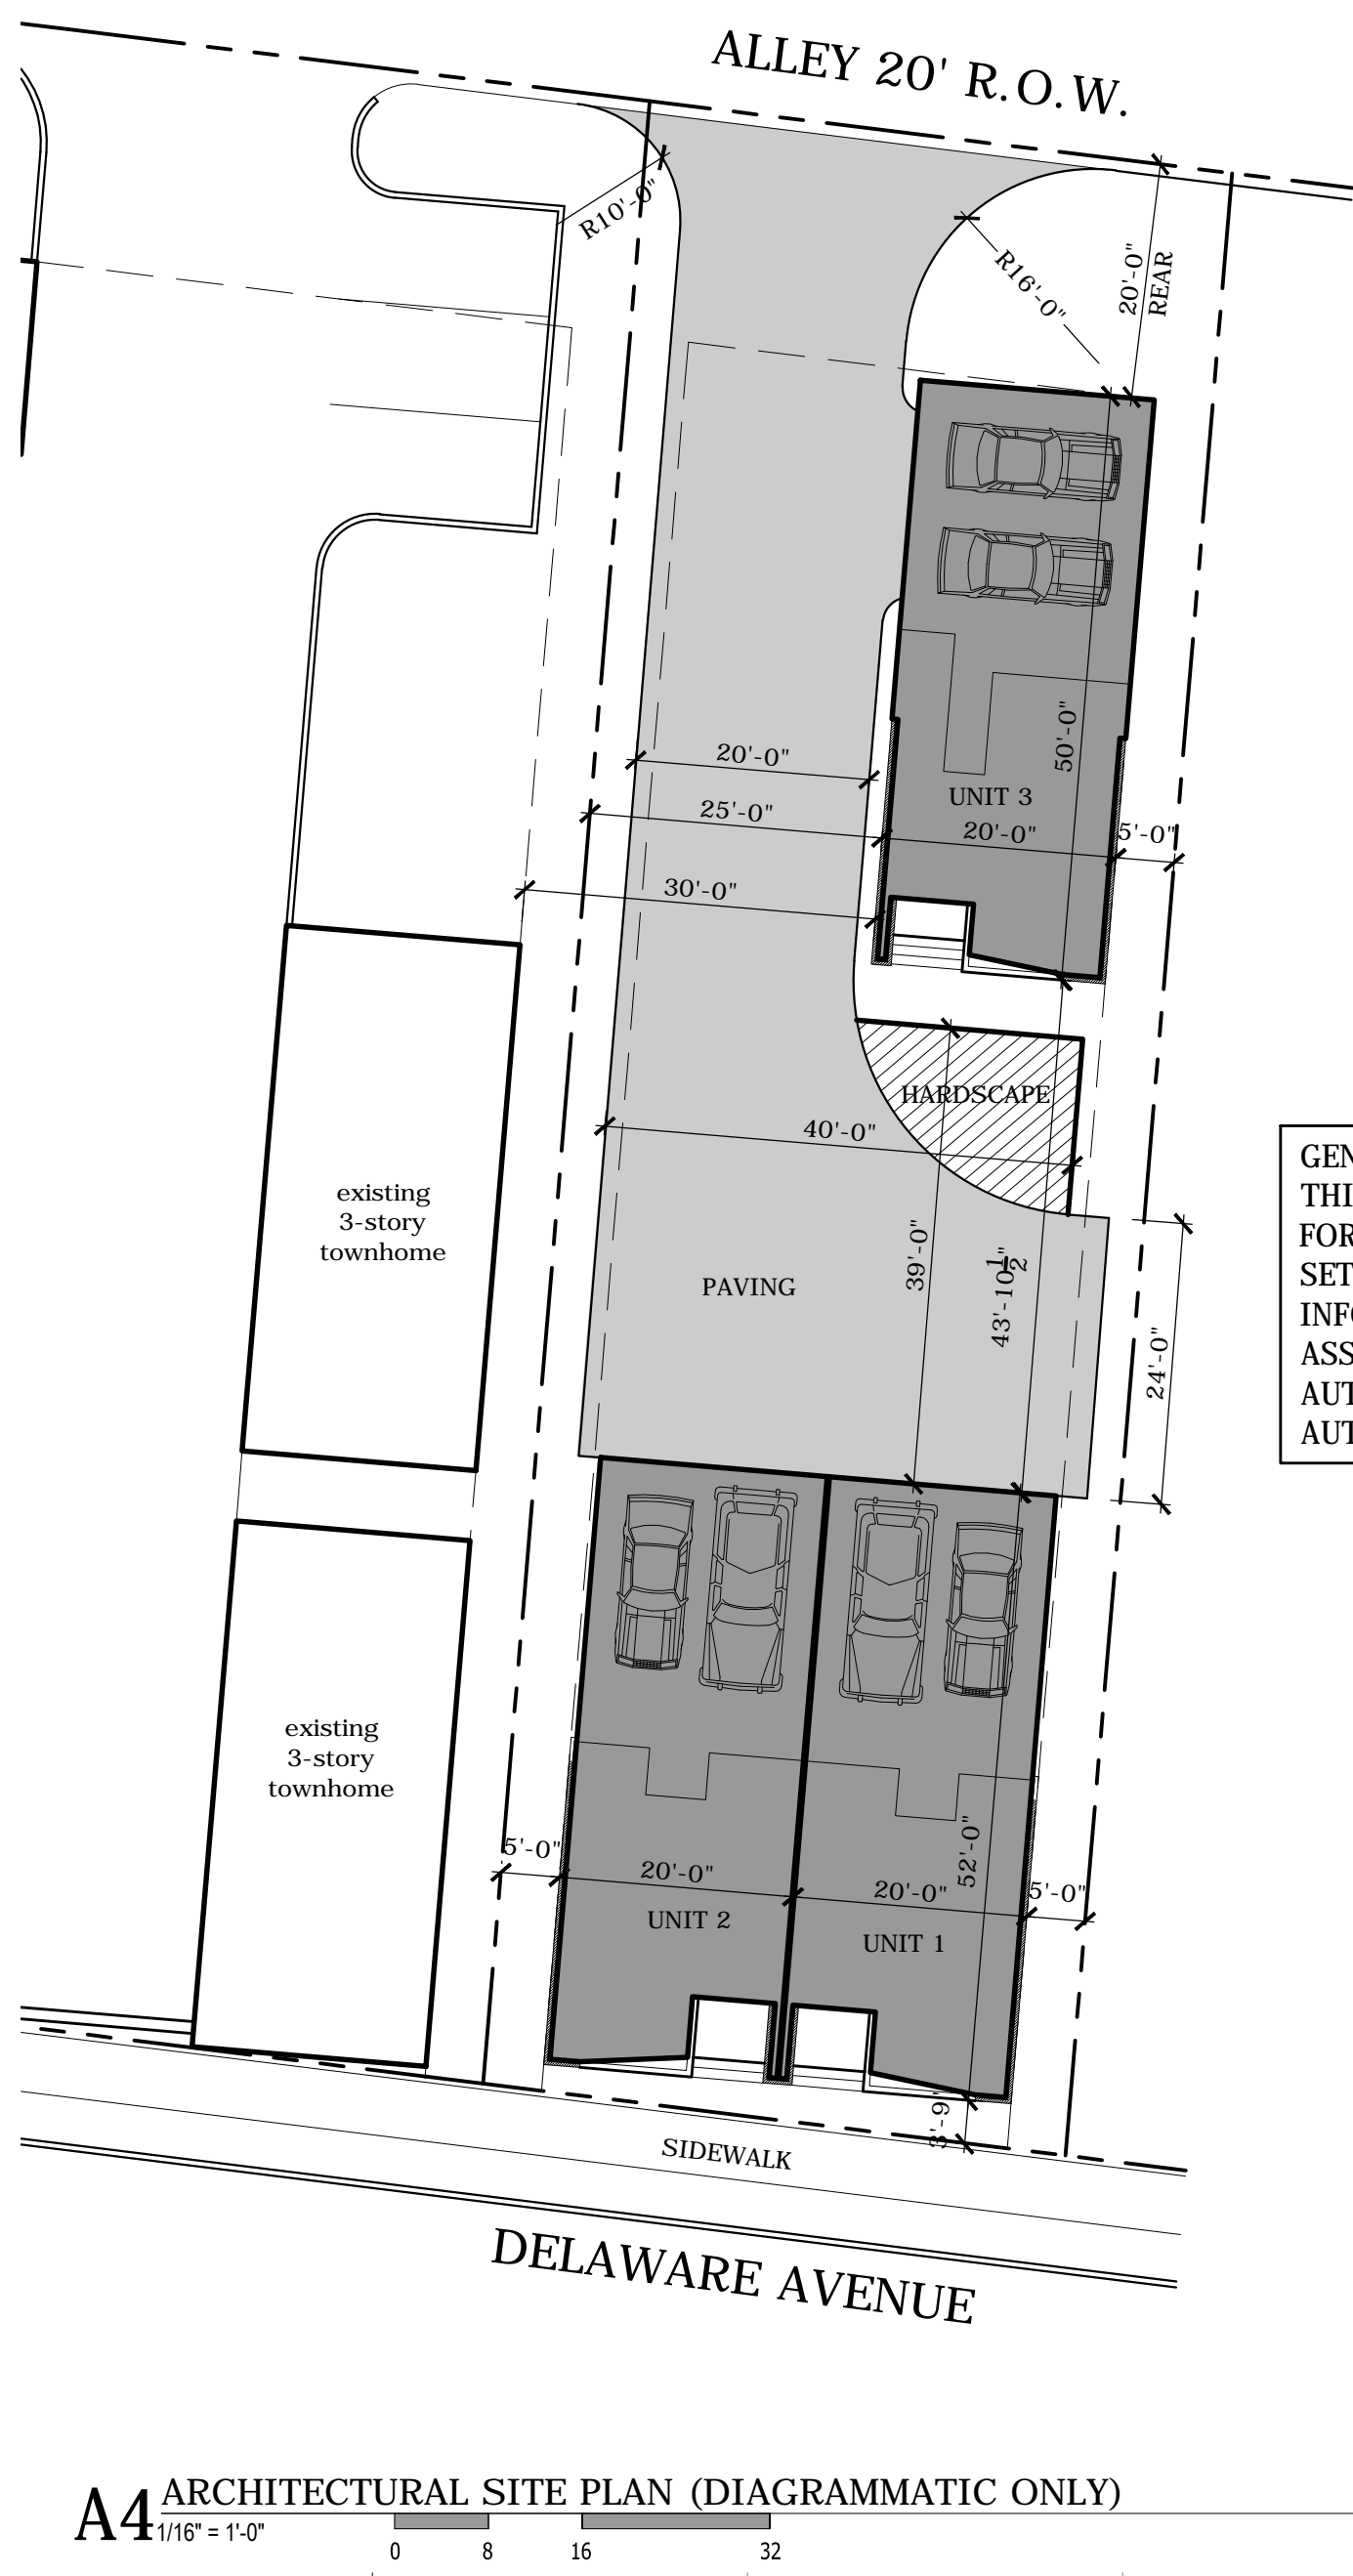 ALLEY 20' R.O.W.
R10'-0"
R16'-0"
20'-0"
REAR
50'-0"
20'-0"
UNIT 3
25'-0"
20'-0"
5'-0"
30'-0"
HARDSCAPE
40'-0"
GEN
THI
FOR
SET
INFO
ASS
AUT
AUT
existing
3-story
townhome
39'-0"
43'-10 1/2"
PAVING
24'-0"
existing
3-story
townhome
5'-0"
20'-0"
52'-0"
20'-0"
5'-0"
UNIT 2
UNIT 1
3'-9"
SIDEWALK
DELAWARE AVENUE
A4
ARCHITECTURAL SITE PLAN (DIAGRAMMATIC ONLY)
1/16" = 1'-0"
0 8 16 32